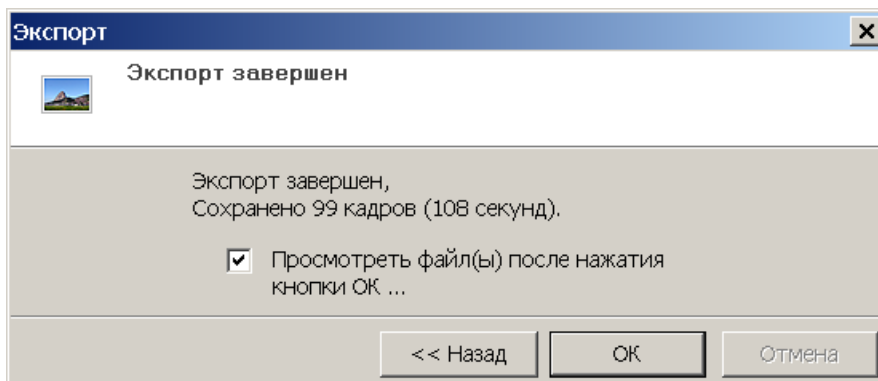 Экспорт
Экспорт завершен
Экспорт завершен,
Сохранено 99 кадров (108 секунд).
Просмотреть файл(ы) после нажатия
кнопки ОК ...
<< Назад
ОК
Отмена